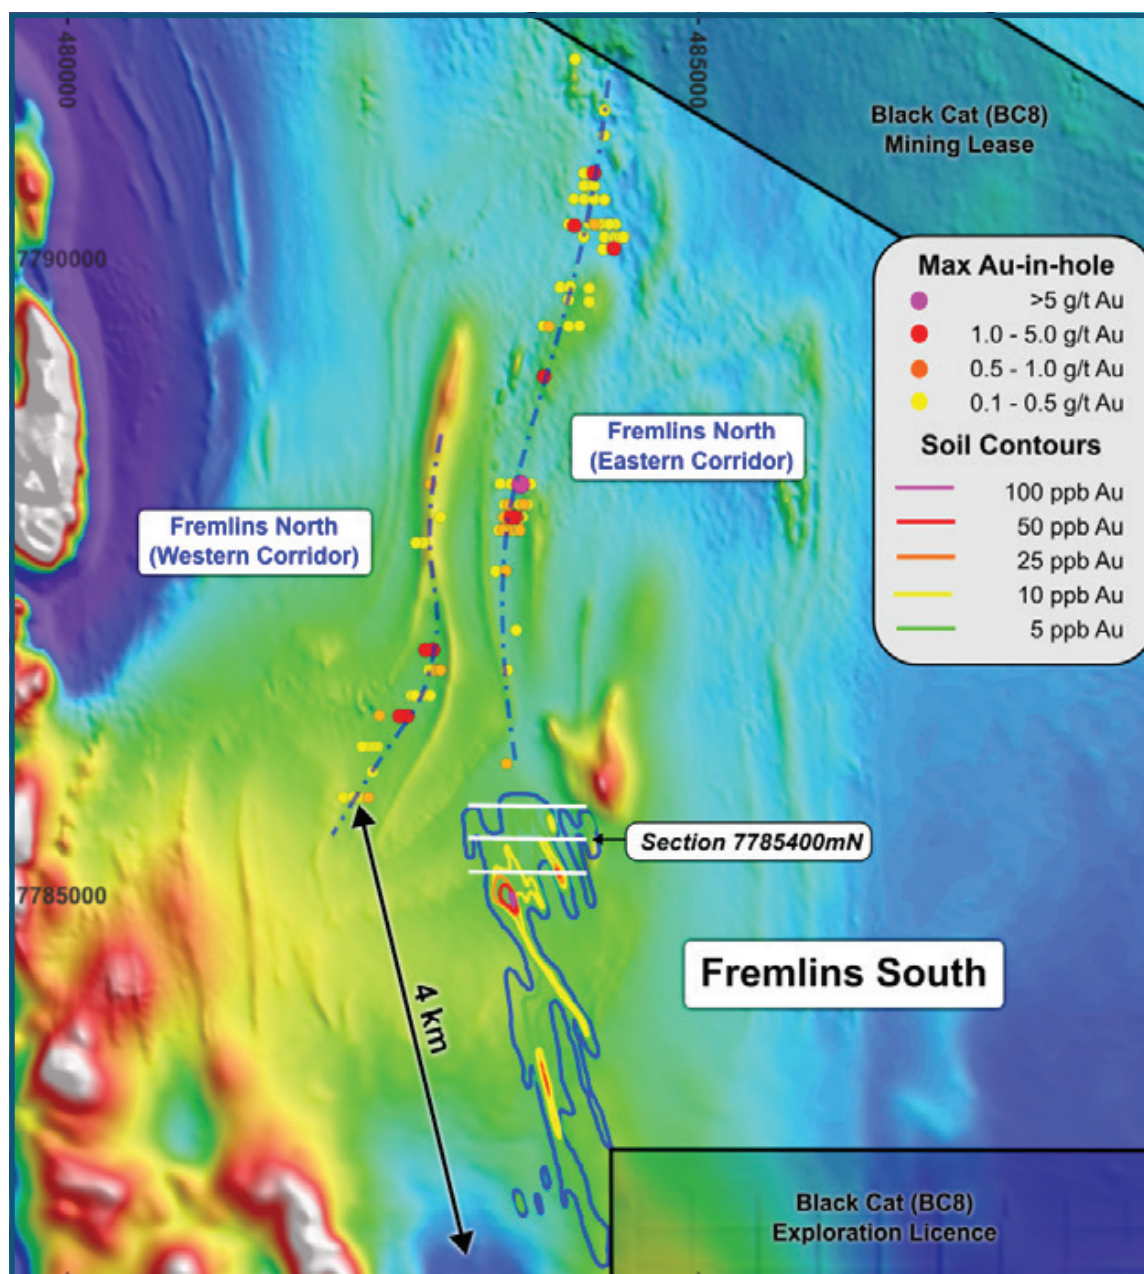 480000
485000
Black Cat (BC8)
Mining Lease
7790000
Max Au-in-hole
>5 g/t Au
1.0 - 5.0 g/t Au
0.5 - 1.0 g/t Au
0.1 - 0.5 g/t Au
Soil Contours
100 ppb Au
50 ppb Au
25 ppb Au
10 ppb Au
5 ppb Au
Fremlins North
(Eastern Corridor)
Fremlins North
(Western Corridor)
Section 7785400mN
7785000
Fremlins South
4 km
Black Cat (BC8)
Exploration Licence